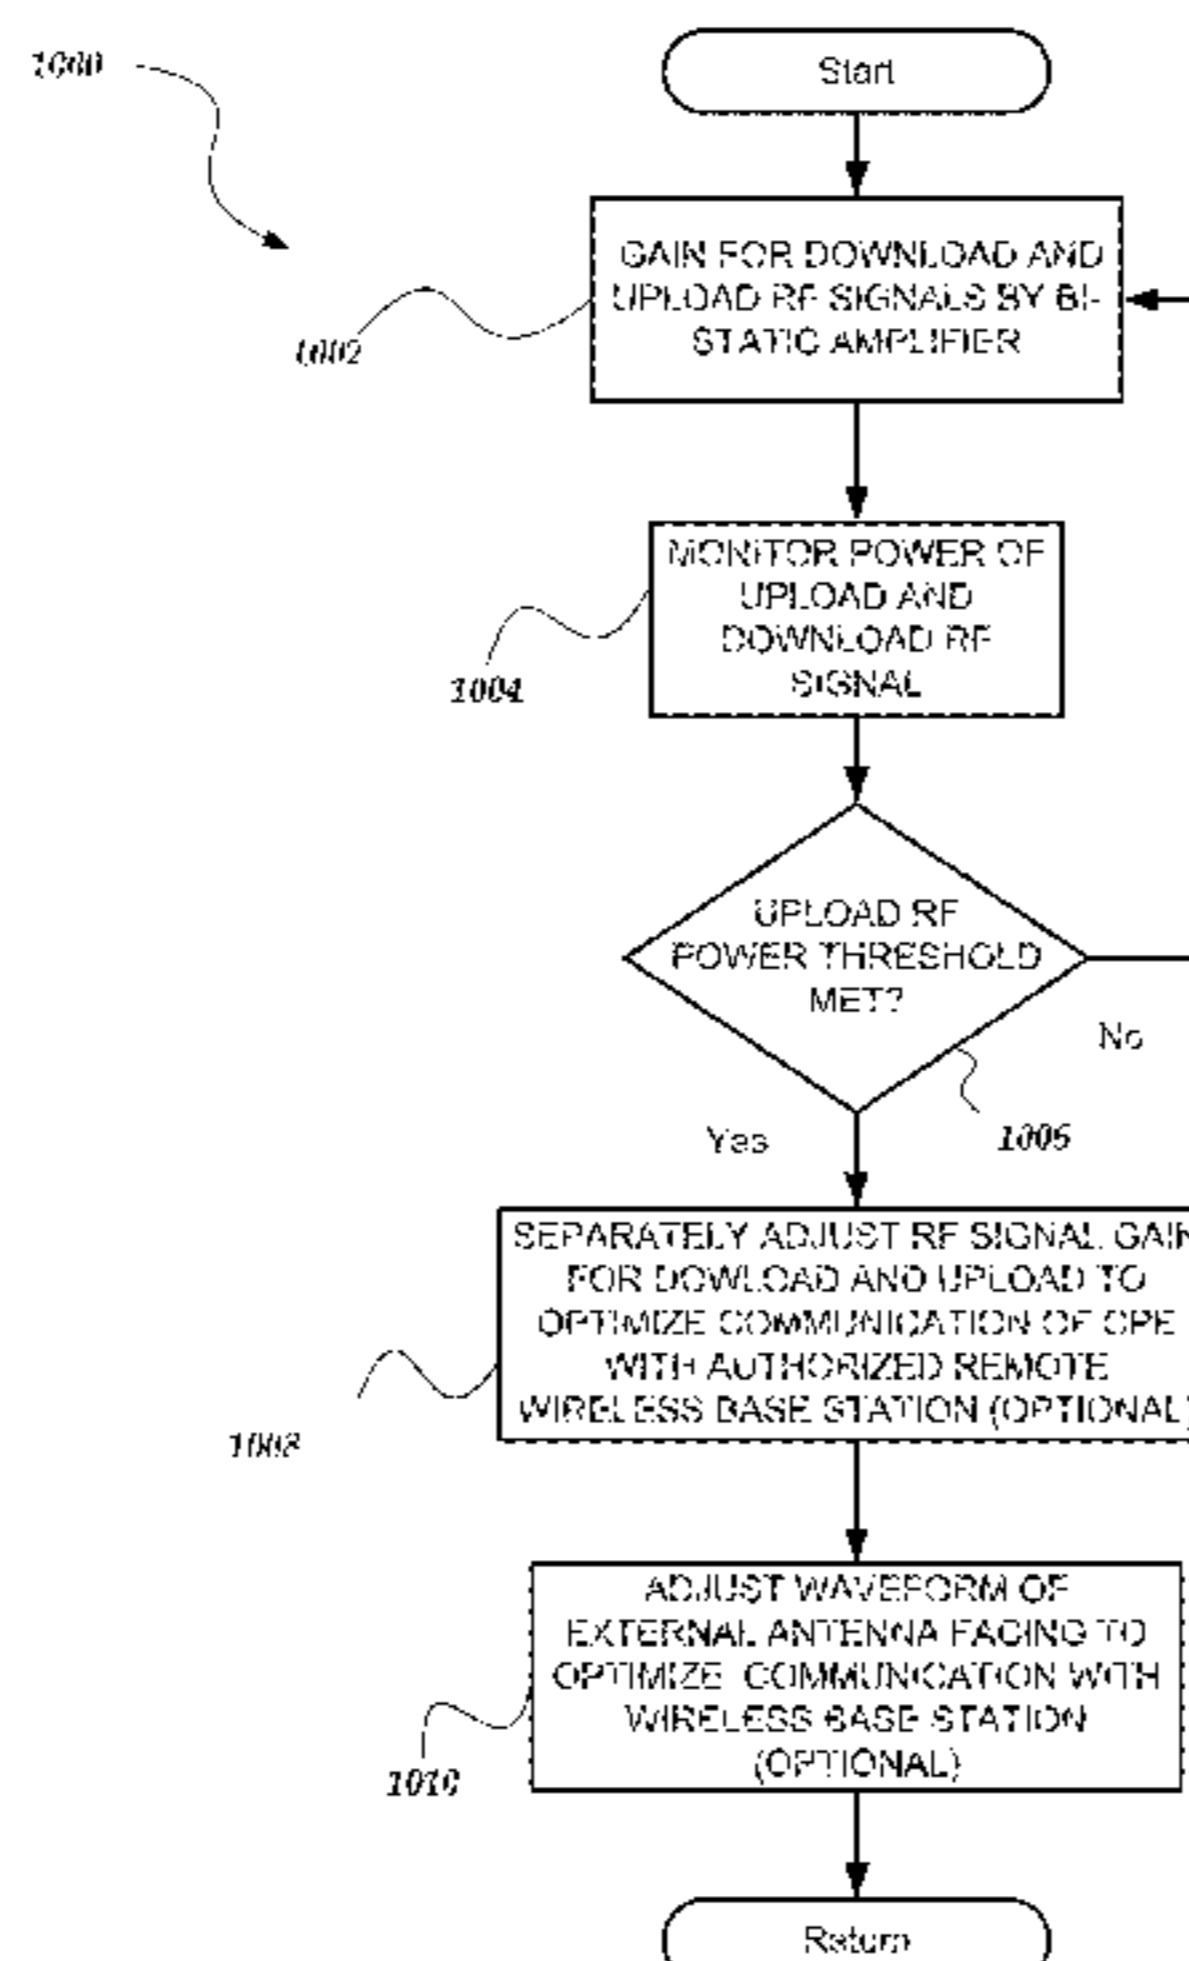 1000
Start
GAIN FOR DOWNLOAD AND
UPLOAD RF SIGNALS BY BI-
STATIC AMPLIFIER
1002
MONITOR POWER OF
UPLOAD AND
DOWNLOAD RF
SIGNAL
1004
UPLOAD RF
POWER THRESHOLD
MET?
No
Yes
1006
SEPARATELY ADJUST RF SIGNAL GAIN
FOR DOWLOAD AND UPLOAD TO
OPTIMIZE COMMUNICATION OF CPE
WITH AUTHORIZED REMOTE
WIRELESS BASE STATION (OPTIONAL)
1008
ADJUST WAVEFORM OF
EXTERNAL ANTENNA FACING TO
OPTIMIZE COMMUNICATION WITH
WIRELESS BASE STATION
(OPTIONAL)
1010
Return